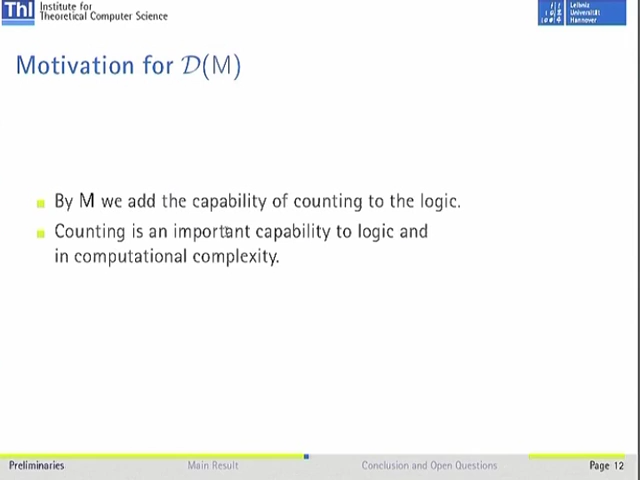 ThI Institute for
Theoretical Computer Science
Leibniz
Universität
Hannover
Motivation for 𝒟(M)
By M we add the capability of counting to the logic.
Counting is an important capability to logic and
in computational complexity.
Preliminaries Main Result Conclusion and Open Questions Page 12